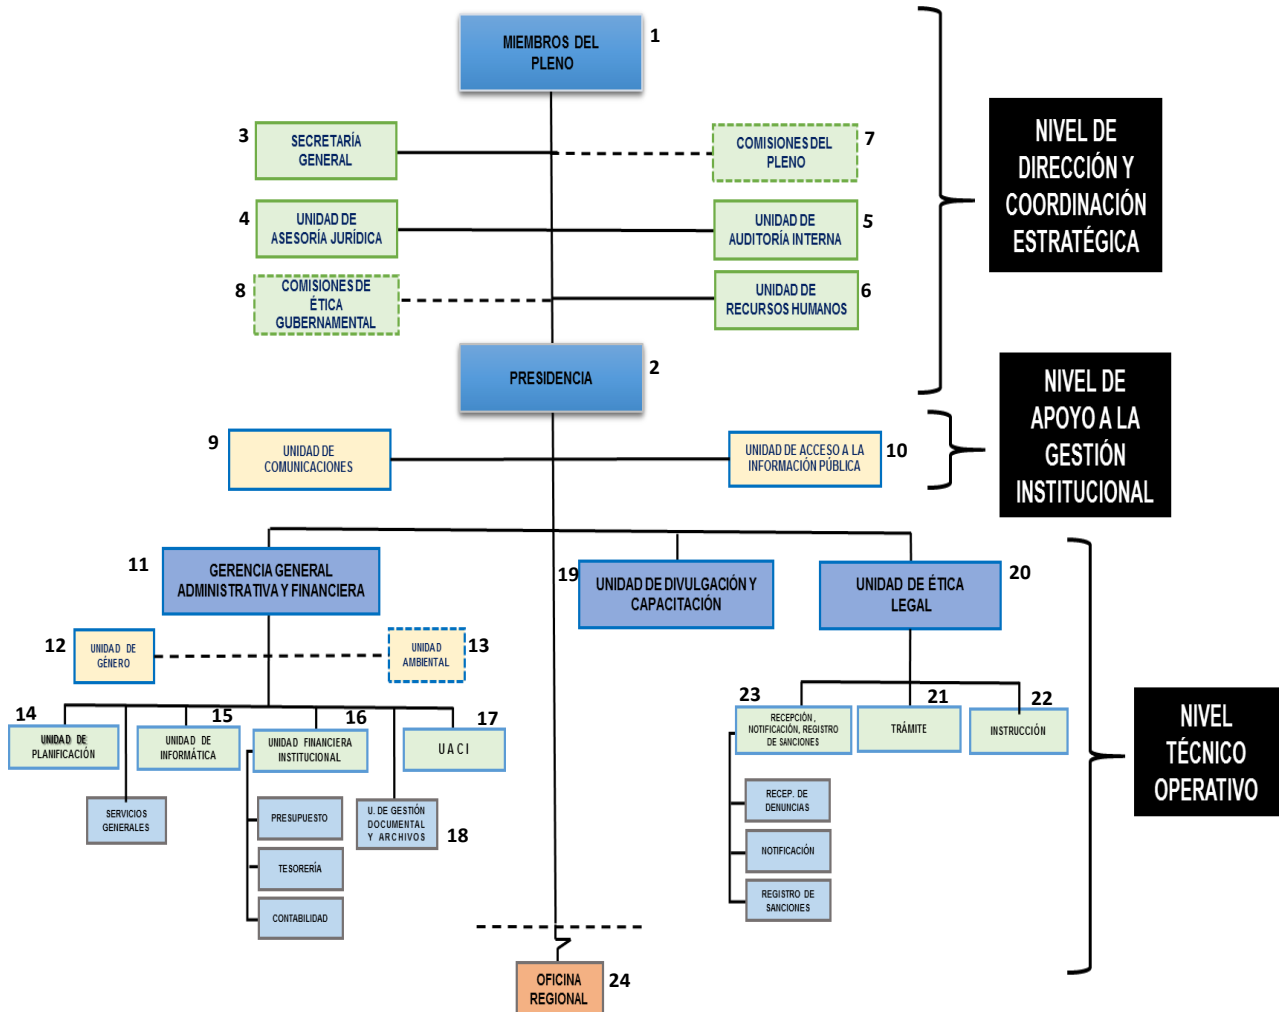 MIEMBROS DEL
PLENO
1
3
SECRETARÍA
GENERAL
COMISIONES DEL
PLENO
7
4
UNIDAD DE
ASESORÍA JURÍDICA
UNIDAD DE
AUDITORÍA INTERNA
5
8
COMISIONES DE
ÉTICA
GUBERNAMENTAL
UNIDAD DE
RECURSOS HUMANOS
6
PRESIDENCIA
2
NIVEL DE
DIRECCIÓN Y
COORDINACIÓN
ESTRATÉGICA
9
UNIDAD DE
COMUNICACIONES
UNIDAD DE ACCESO A LA
INFORMACIÓN PÚBLICA
10
NIVEL DE
APOYO A LA
GESTIÓN
INSTITUCIONAL
11
GERENCIA GENERAL
ADMINISTRATIVA Y FINANCIERA
19
UNIDAD DE DIVULGACIÓN Y
CAPACITACIÓN
UNIDAD DE ÉTICA
LEGAL
20
12
UNIDAD DE
GÉNERO
UNIDAD
AMBIENTAL
13
14
UNIDAD DE
PLANIFICACIÓN
15
UNIDAD DE
INFORMÁTICA
16
UNIDAD FINANCIERA
INSTITUCIONAL
17
U A C I
23
RECEPCIÓN ,
NOTIFICACIÓN, REGISTRO
DE SANCIONES
21
TRÁMITE
22
INSTRUCCIÓN
SERVICIOS
GENERALES
PRESUPUESTO
TESORERÍA
CONTABILIDAD
U. DE GESTIÓN
DOCUMENTAL
Y ARCHIVOS
18
RECEP. DE
DENUNCIAS
NOTIFICACIÓN
REGISTRO DE
SANCIONES
NIVEL
TÉCNICO
OPERATIVO
OFICINA
REGIONAL
24